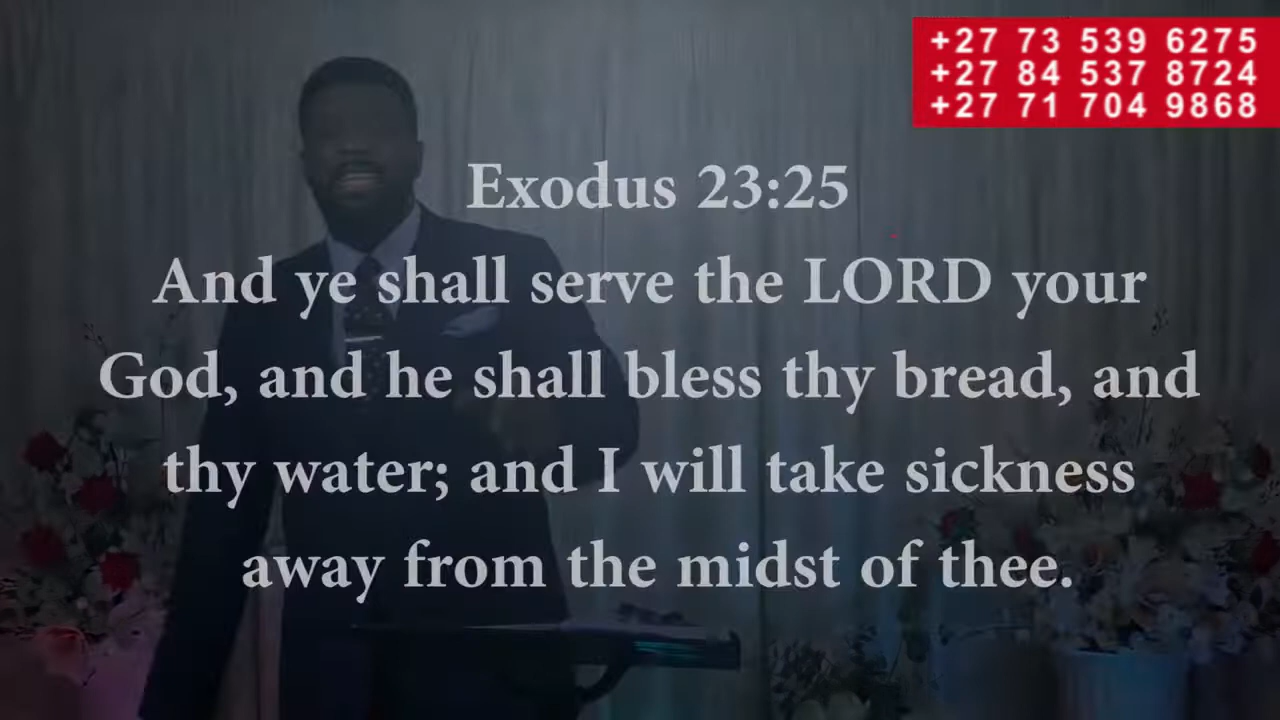 +27 73 539 6275
+27 84 537 8724
+27 71 704 9868
Exodus 23:25
And ye shall serve the LORD your
God, and he shall bless thy bread, and
thy water; and I will take sickness
away from the midst of thee.